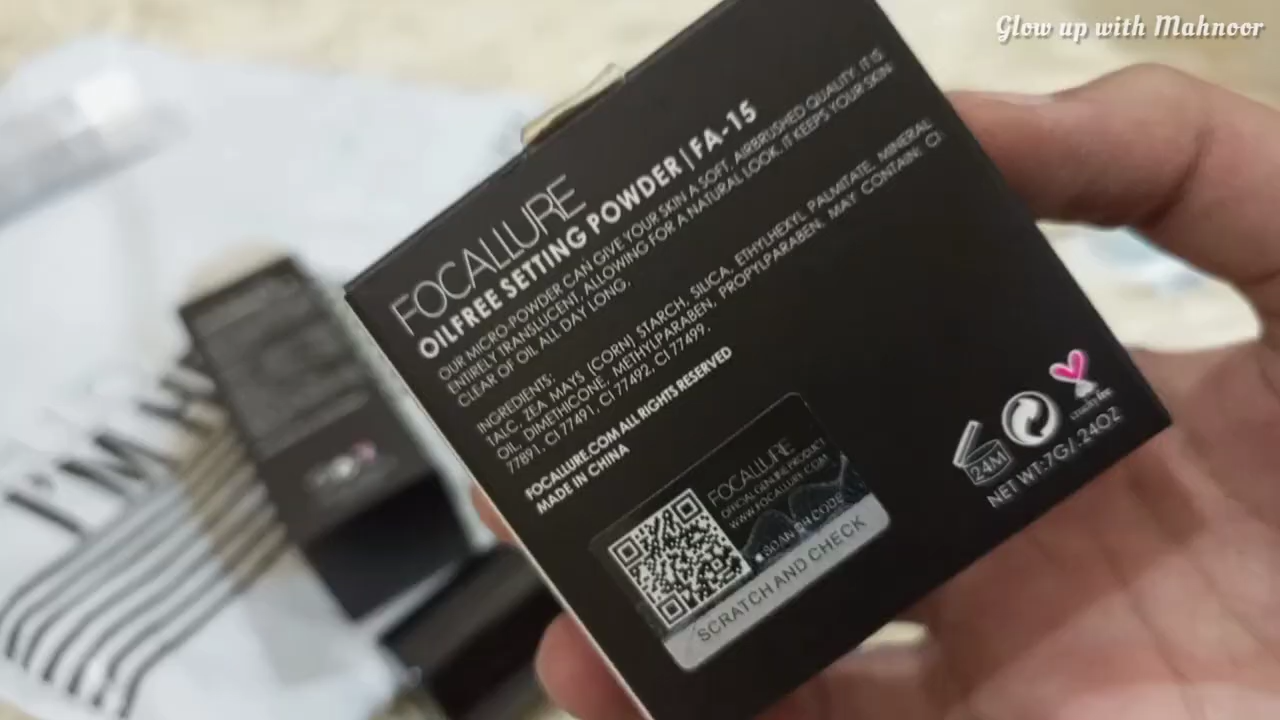 Glow up with Mahnoor
FOCALLURE
OILFREE SETTING POWDER | FA-15
OUR MICRO-POWDER CAN GIVE YOUR SKIN A SOFT, AIRBRUSHED QUALITY. IT IS
ENTIRELY TRANSLUCENT, ALLOWING FOR A NATURAL LOOK. IT KEEPS YOUR SKIN
CLEAR OF OIL ALL DAY LONG.
INGREDIENTS:
TALC, ZEA MAYS (CORN) STARCH, SILICA, ETHYLHEXYL PALMITATE, MINERAL
OIL, DIMETHICONE, METHYLPARABEN, PROPYLPARABEN. MAY CONTAIN: CI
77891, CI 77491, CI 77492, CI 77499.
FOCALLURE.COM ALL RIGHTS RESERVED
MADE IN CHINA
FOCALLURE
OFFICIAL GENUINE PRODUCT
WWW.FOCALLURE.COM
SCAN QR CODE
SCRATCH AND CHECK
24M
cruelty free
NET WT:7G/.24OZ
I'M